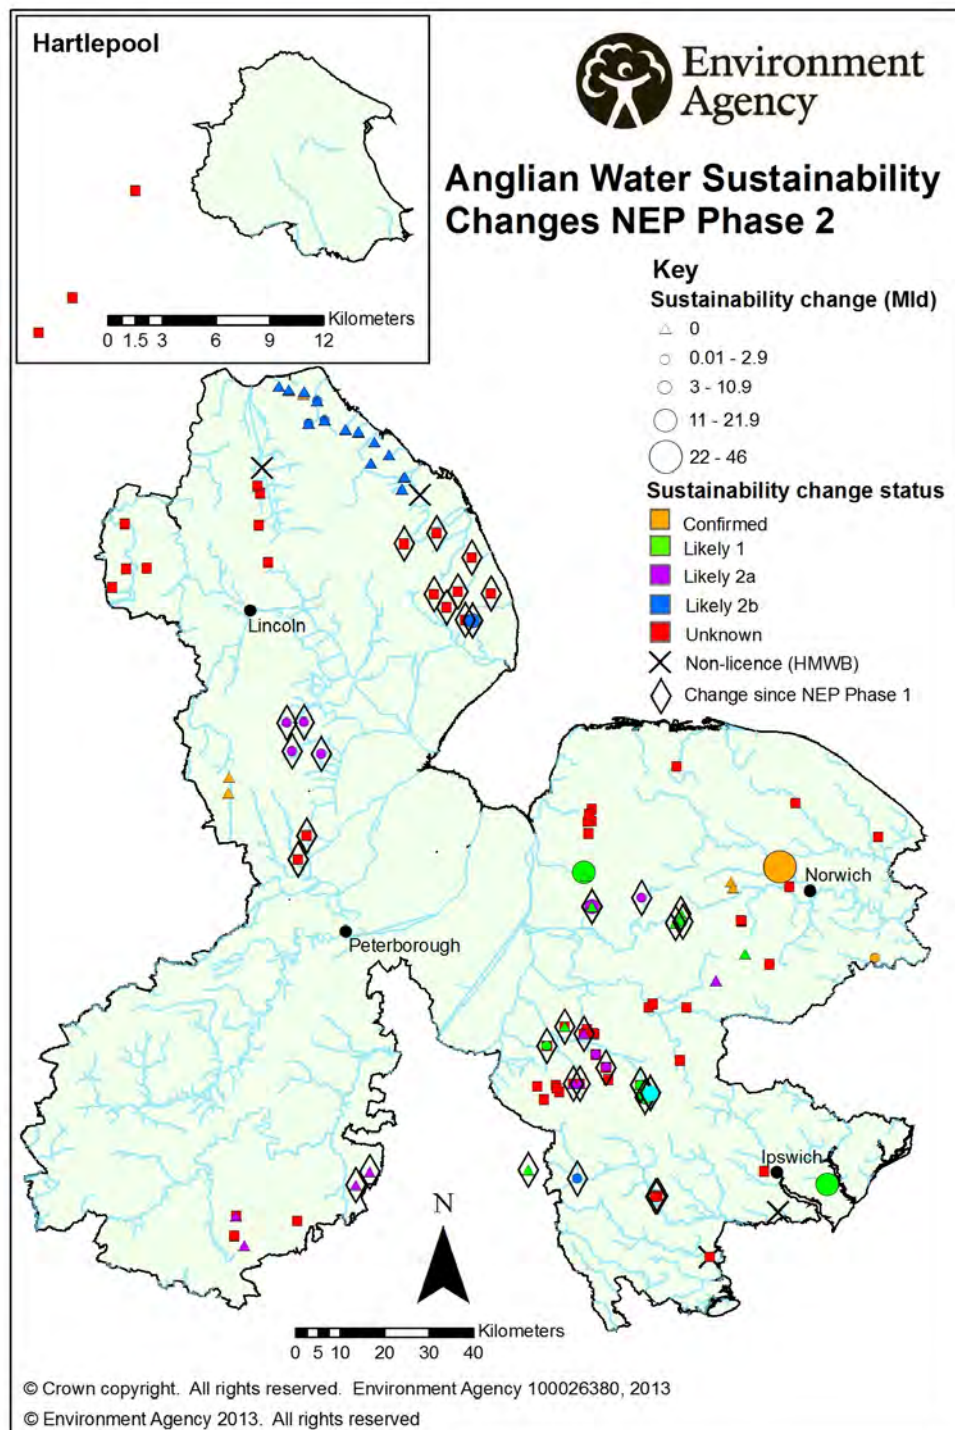 Hartlepool
Environment
Agency
Anglian Water Sustainability
Changes NEP Phase 2
Kilometers
0 1.5 3 6 9 12
Key
Sustainability change (Mld)
0
0.01 - 2.9
3 - 10.9
11 - 21.9
22 - 46
Sustainability change status
Confirmed
Likely 1
Likely 2a
Likely 2b
Unknown
Non-licence (HMWB)
Change since NEP Phase 1
Lincoln
Norwich
Peterborough
Ipswich
N
Kilometers
0 5 10 20 30 40
© Crown copyright. All rights reserved. Environment Agency 100026380, 2013
© Environment Agency 2013. All rights reserved